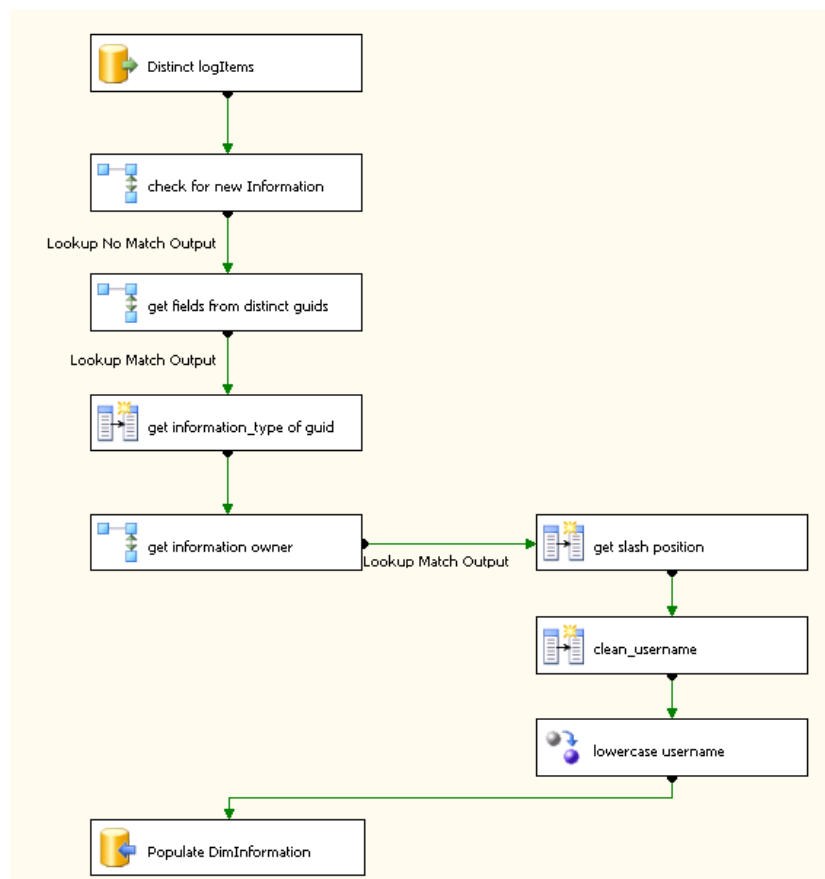 Distinct logItems
check for new Information
Lookup No Match Output
get fields from distinct guids
Lookup Match Output
get information_type of guid
get information owner
Lookup Match Output
get slash position
clean_username
lowercase username
Populate DimInformation